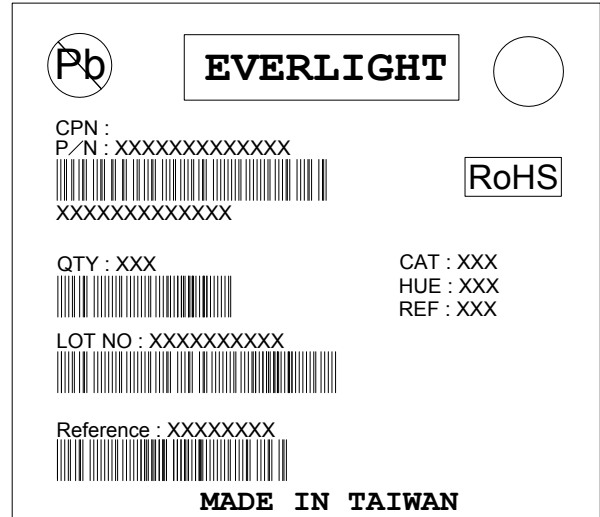 Pb
EVERLIGHT
CPN :
P/N : XXXXXXXXXXXXX
RoHS
XXXXXXXXXXXXX
QTY : XXX
CAT : XXX
HUE : XXX
REF : XXX
LOT NO : XXXXXXXXXX
Reference : XXXXXXXX
MADE IN TAIWAN